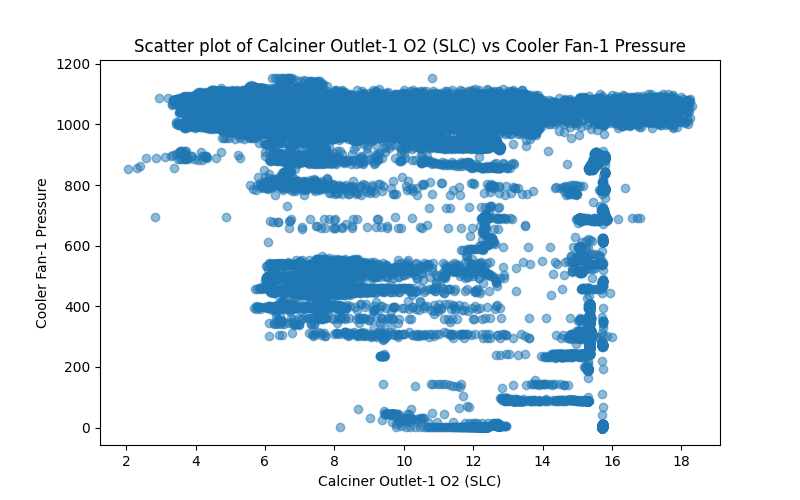 Scatter plot of Calciner Outlet-1 O2 (SLC) vs Cooler Fan-1 Pressure
1200
1000
800
600
400
200
0
Cooler Fan-1 Pressure
2 4 6 8 10 12 14 16 18
Calciner Outlet-1 O2 (SLC)